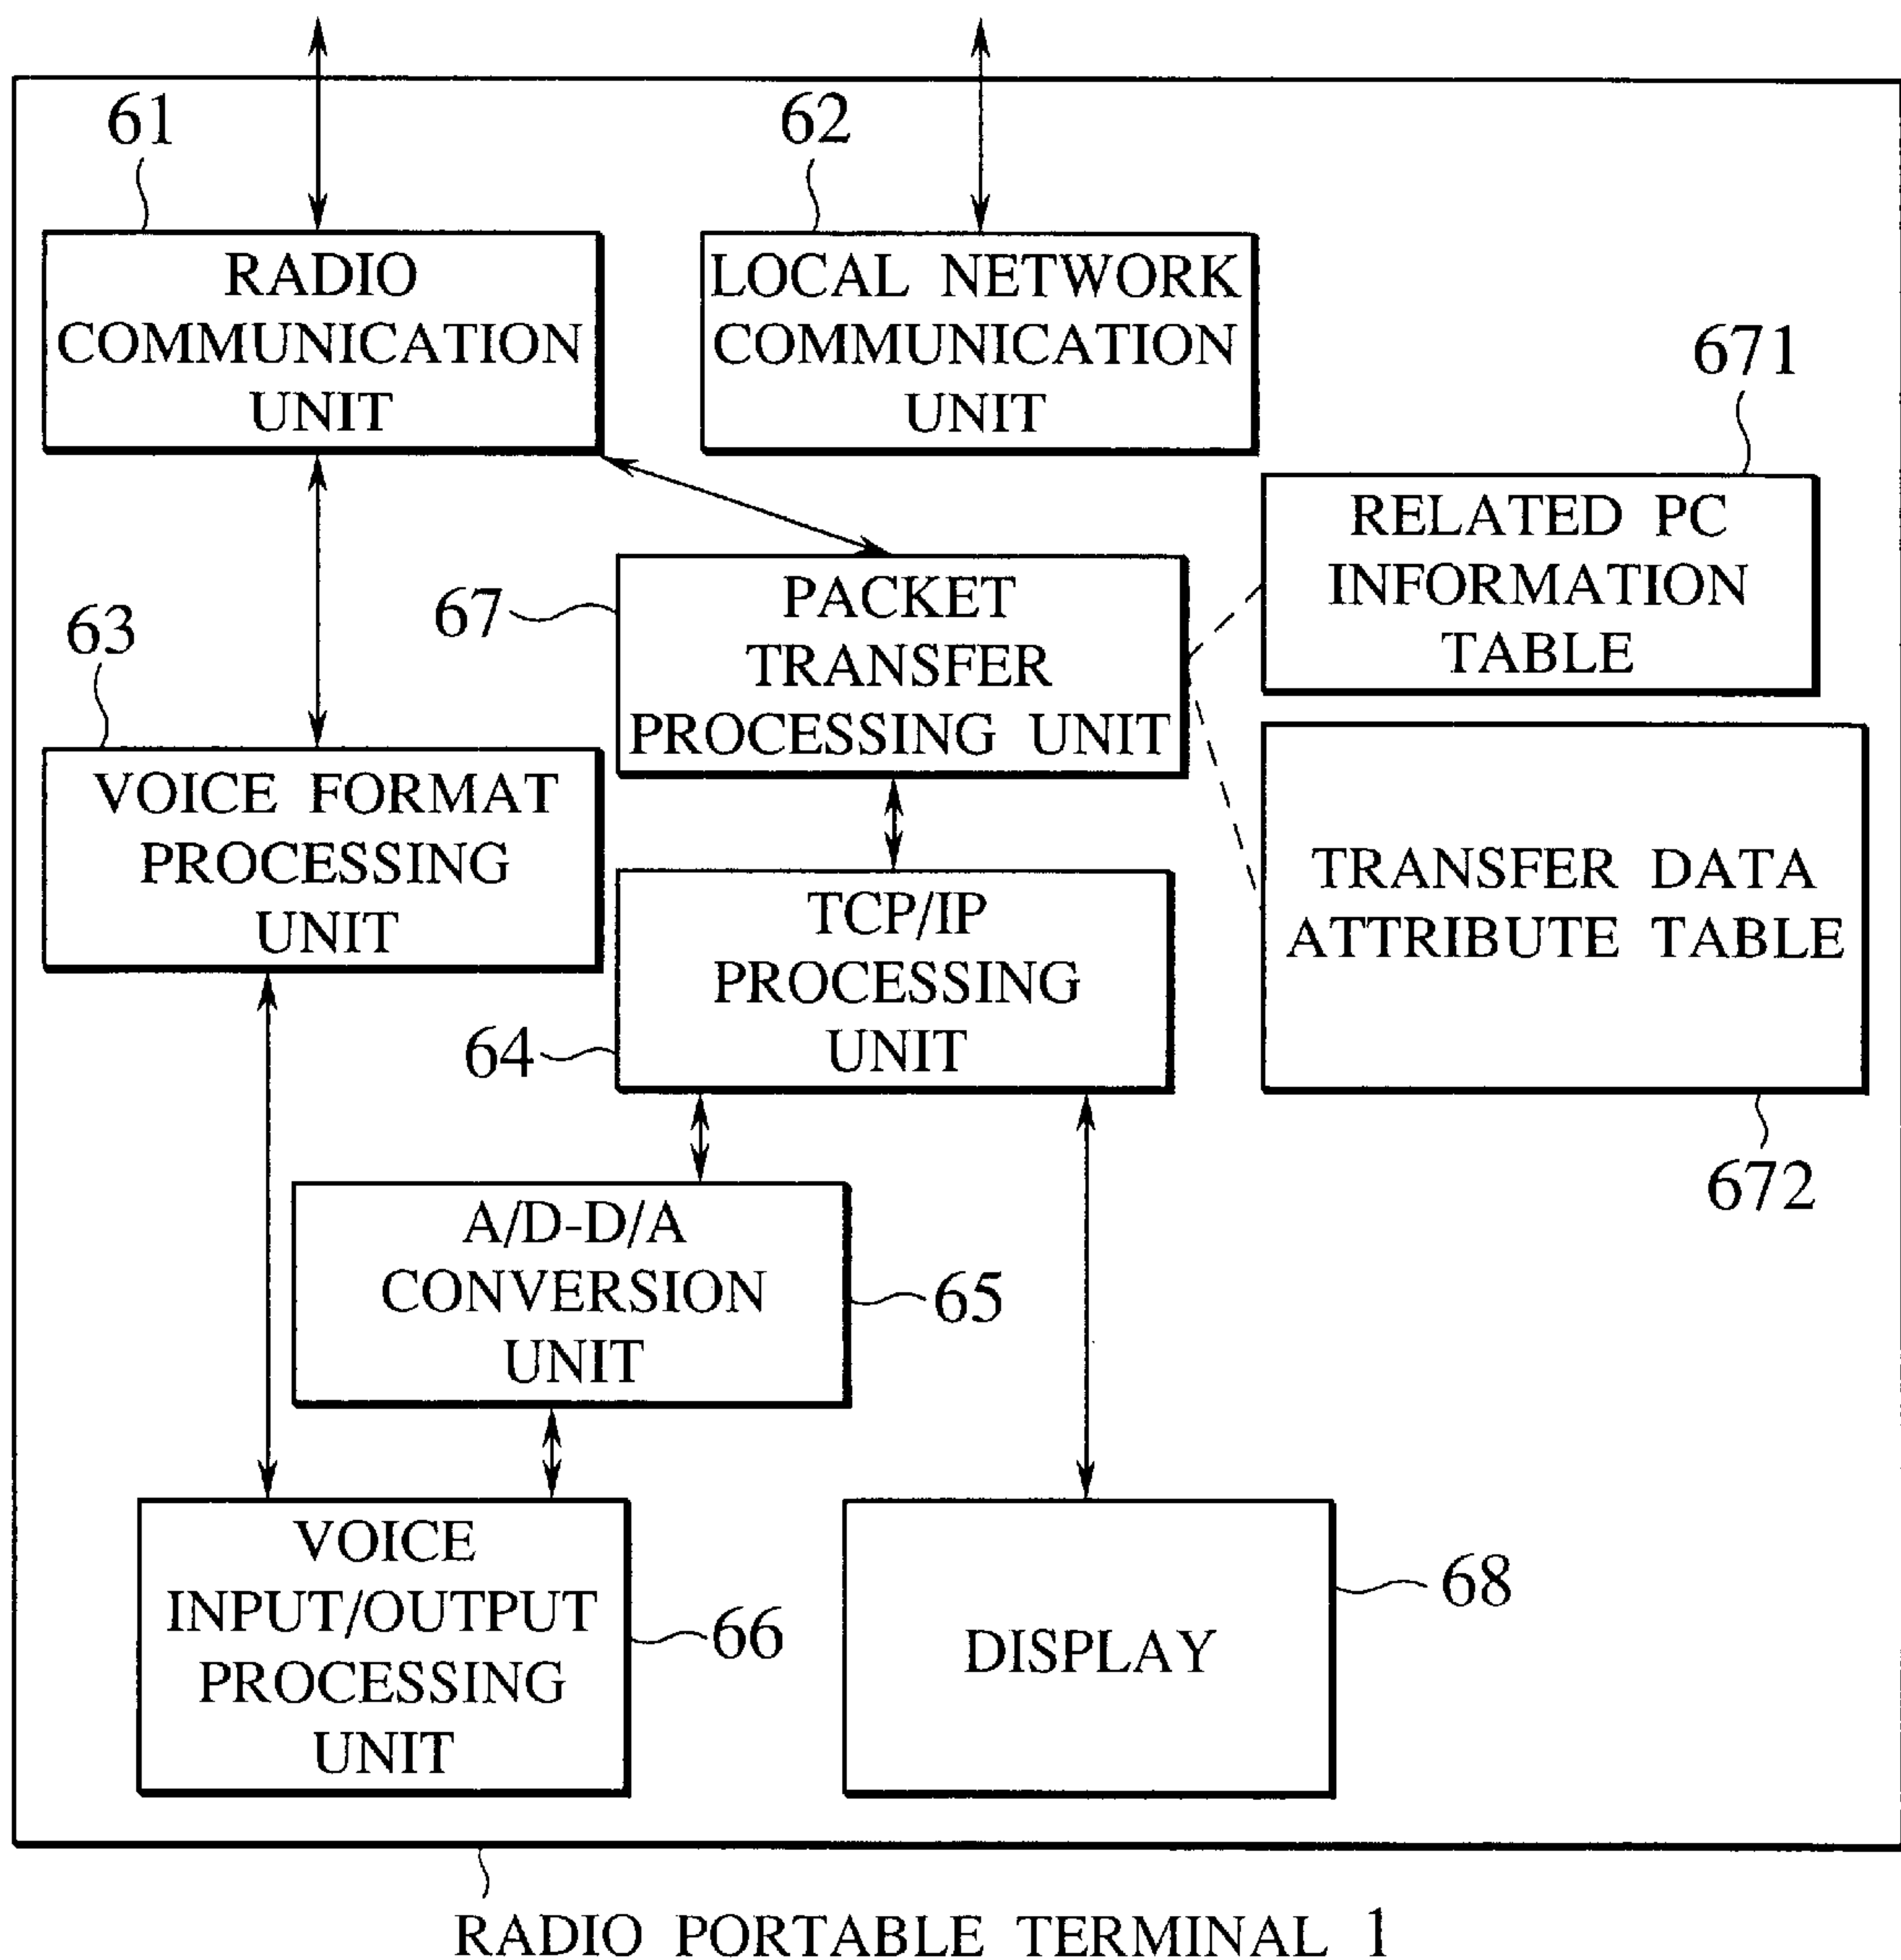 61
62
RADIO
COMMUNICATION
UNIT
LOCAL NETWORK
COMMUNICATION
UNIT
671
RELATED PC
INFORMATION
TABLE
67
PACKET
TRANSFER
PROCESSING UNIT
63
VOICE FORMAT
PROCESSING
UNIT
TRANSFER DATA
ATTRIBUTE TABLE
672
TCP/IP
PROCESSING
UNIT
64
A/D-D/A
CONVERSION
UNIT
65
VOICE
INPUT/OUTPUT
PROCESSING
UNIT
66
DISPLAY
68
RADIO PORTABLE TERMINAL 1